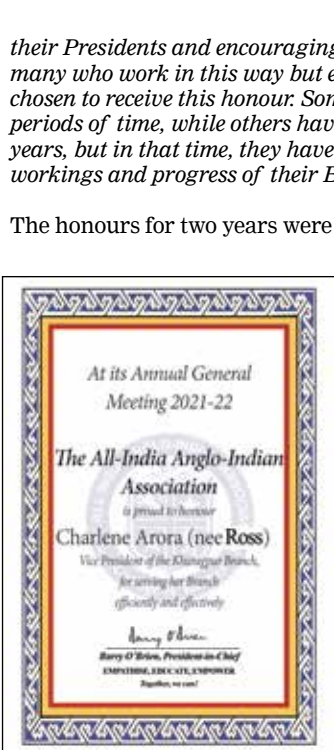 their Presidents and encouraging
many who work in this way but e
chosen to receive this honour. Som
periods of time, while others hav
years, but in that time, they have
workings and progress of their B
The honours for two years were
At its Annual General
Meeting 2021-22
The All-India Anglo-Indian
Association
is proud to honour
Charlene Arora (nee Ross)
Vice President of the Kharagpur Branch,
for serving her Branch
efficiently and effectively
Barry O'Brien
Barry O'Brien, President-in-Chief
EMPATHISE, EDUCATE, EMPOWER
Together, we can!